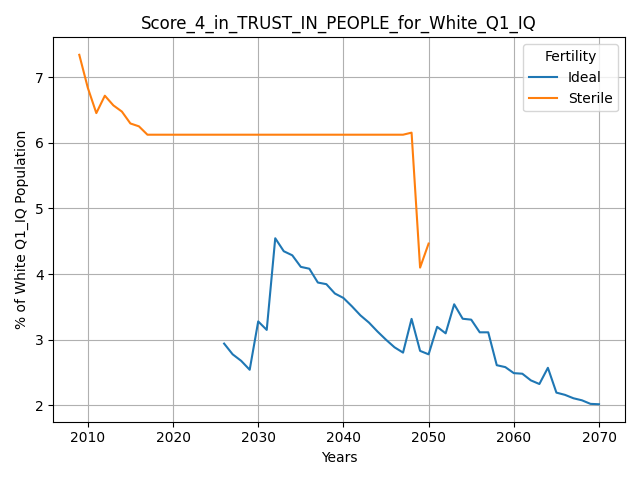 Score_4_in_TRUST_IN_PEOPLE_for_White_Q1_IQ
% of White Q1_IQ Population
7
6
5
4
3
2
Fertility
Ideal
Sterile
2010 2020 2030 2040 2050 2060 2070
Years